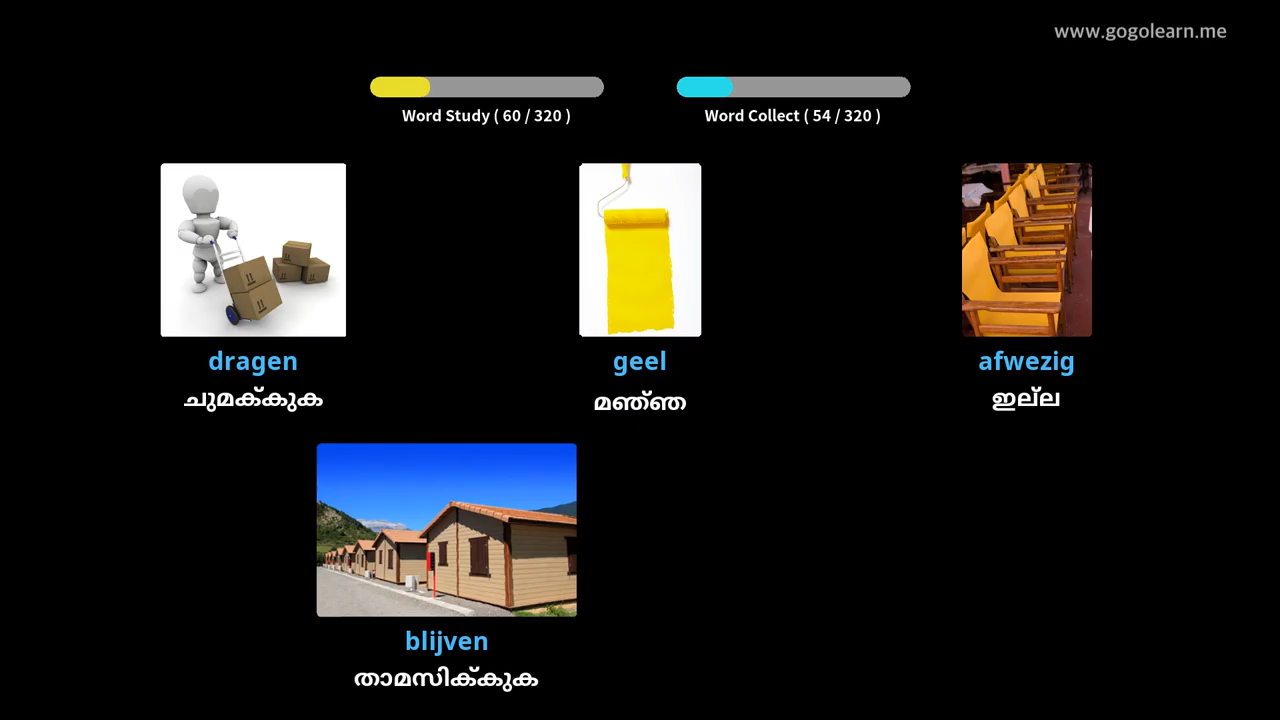 www.gogolearn.me
Word Study ( 60 / 320 )
Word Collect ( 54 / 320 )
dragen
ചുമക്കുക
geel
മഞ്ഞ
afwezig
ഇല്ല
blijven
താമസിക്കുക